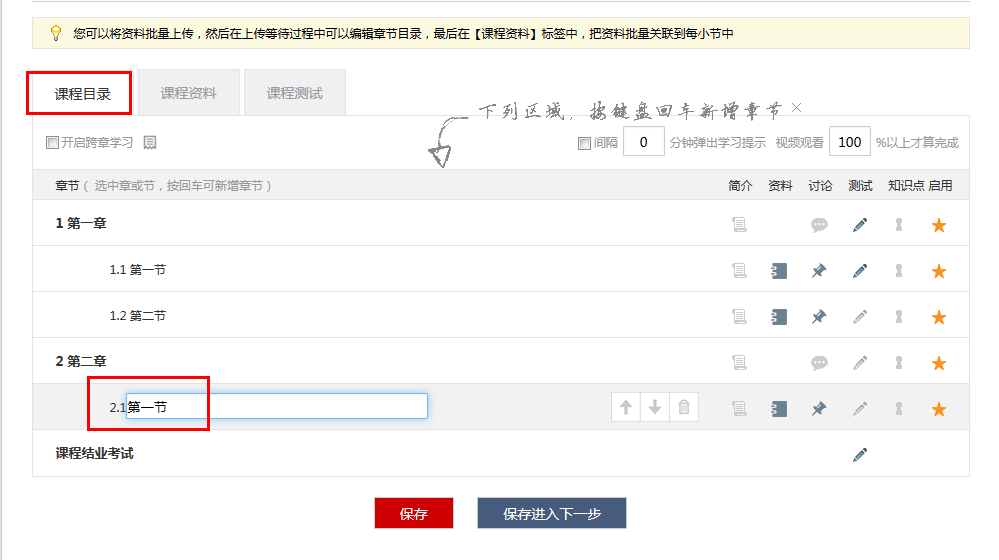 您可以将资料批量上传，然后在上传等待过程中可以编辑章节目录，最后在【课程资料】标签中，把资料批量关联到每小节中
课程目录 课程资料 课程测试
下列区域，按键盘回车新增章节
开启跨章学习 间隔 0 分钟弹出学习提示 视频观看 100 %以上才算完成
章节（ 选中章或节，按回车可新增章节 ） 简介 资料 讨论 测试 知识点 启用
1 第一章
1.1 第一节
1.2 第二节
2 第二章
2.1 第一节
课程结业考试
保存 保存进入下一步